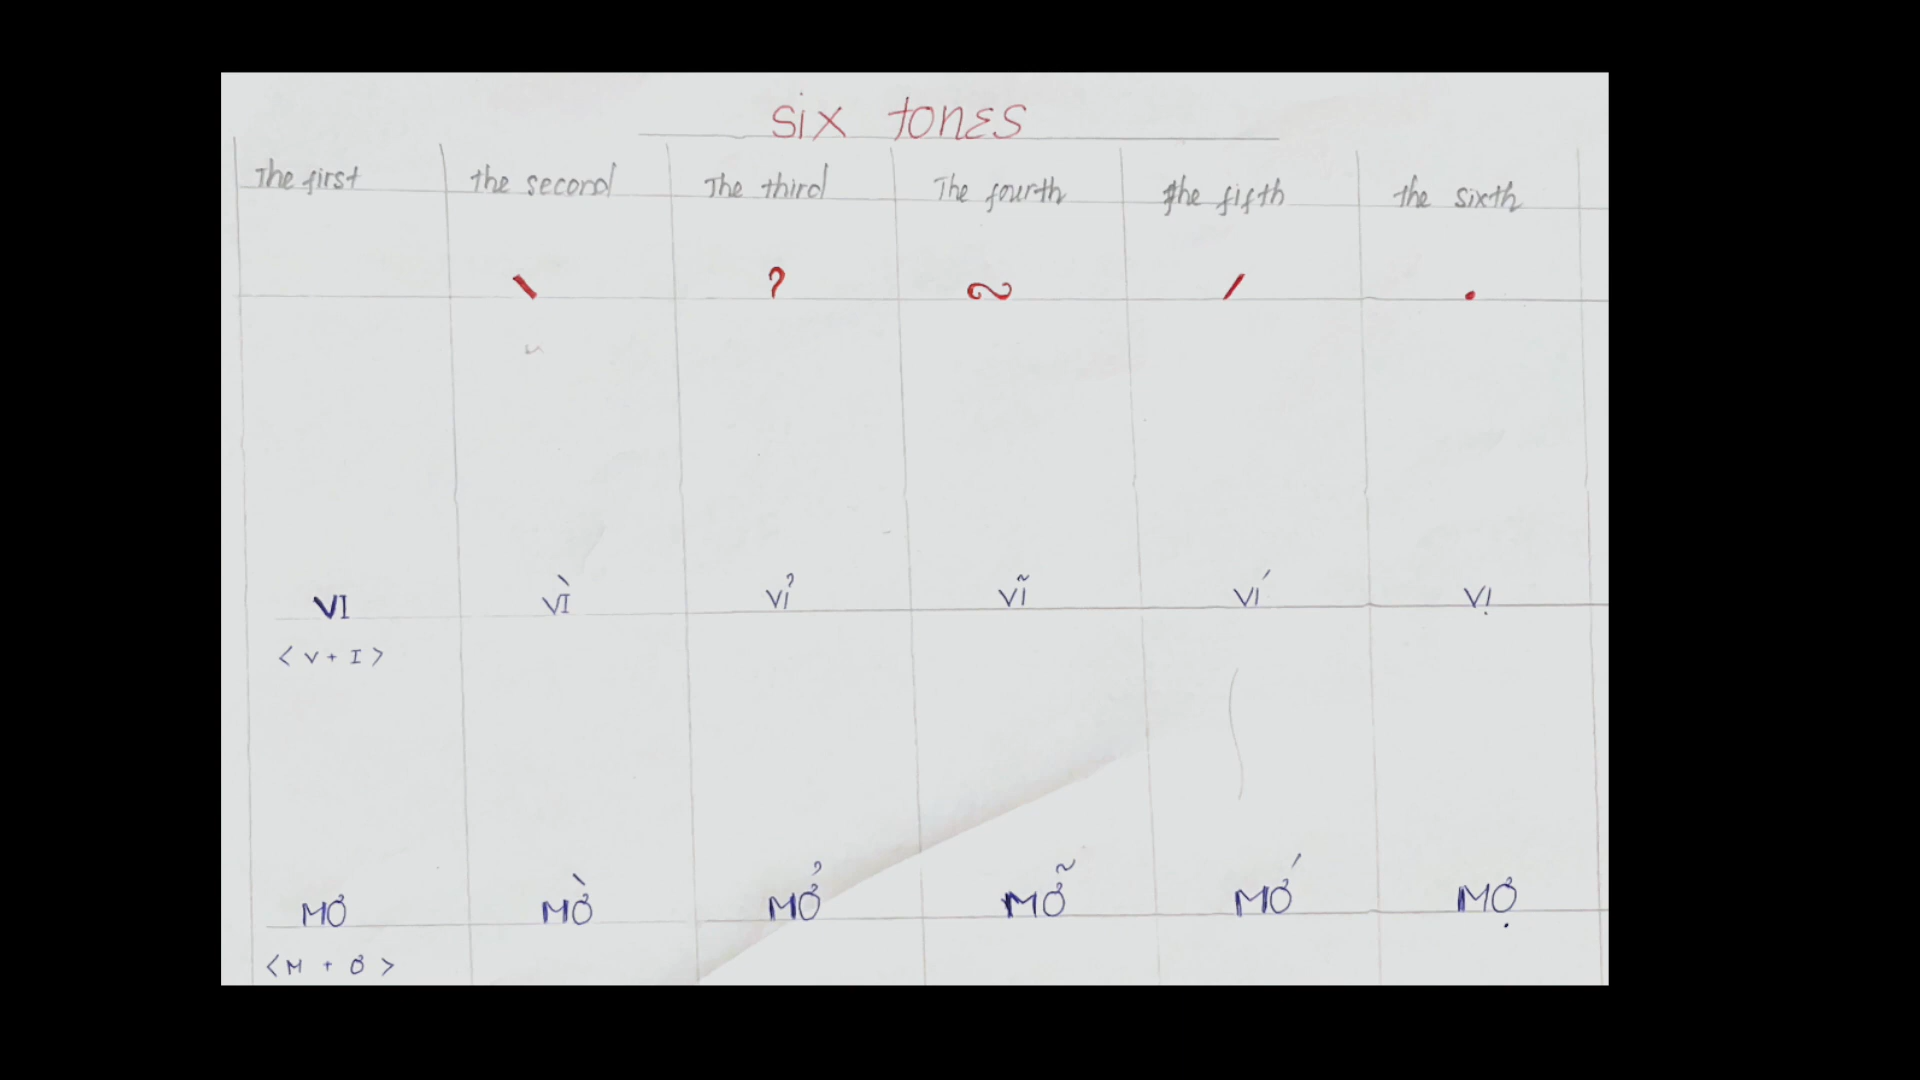 six tones
The first the second The third The fourth the fifth the sixth
\ ? ~ / .
VI VÌ VỈ VĨ VÍ VỊ
< V + I >
MƠ MỜ MỞ MỠ MỚ MỢ
< M + Ơ >